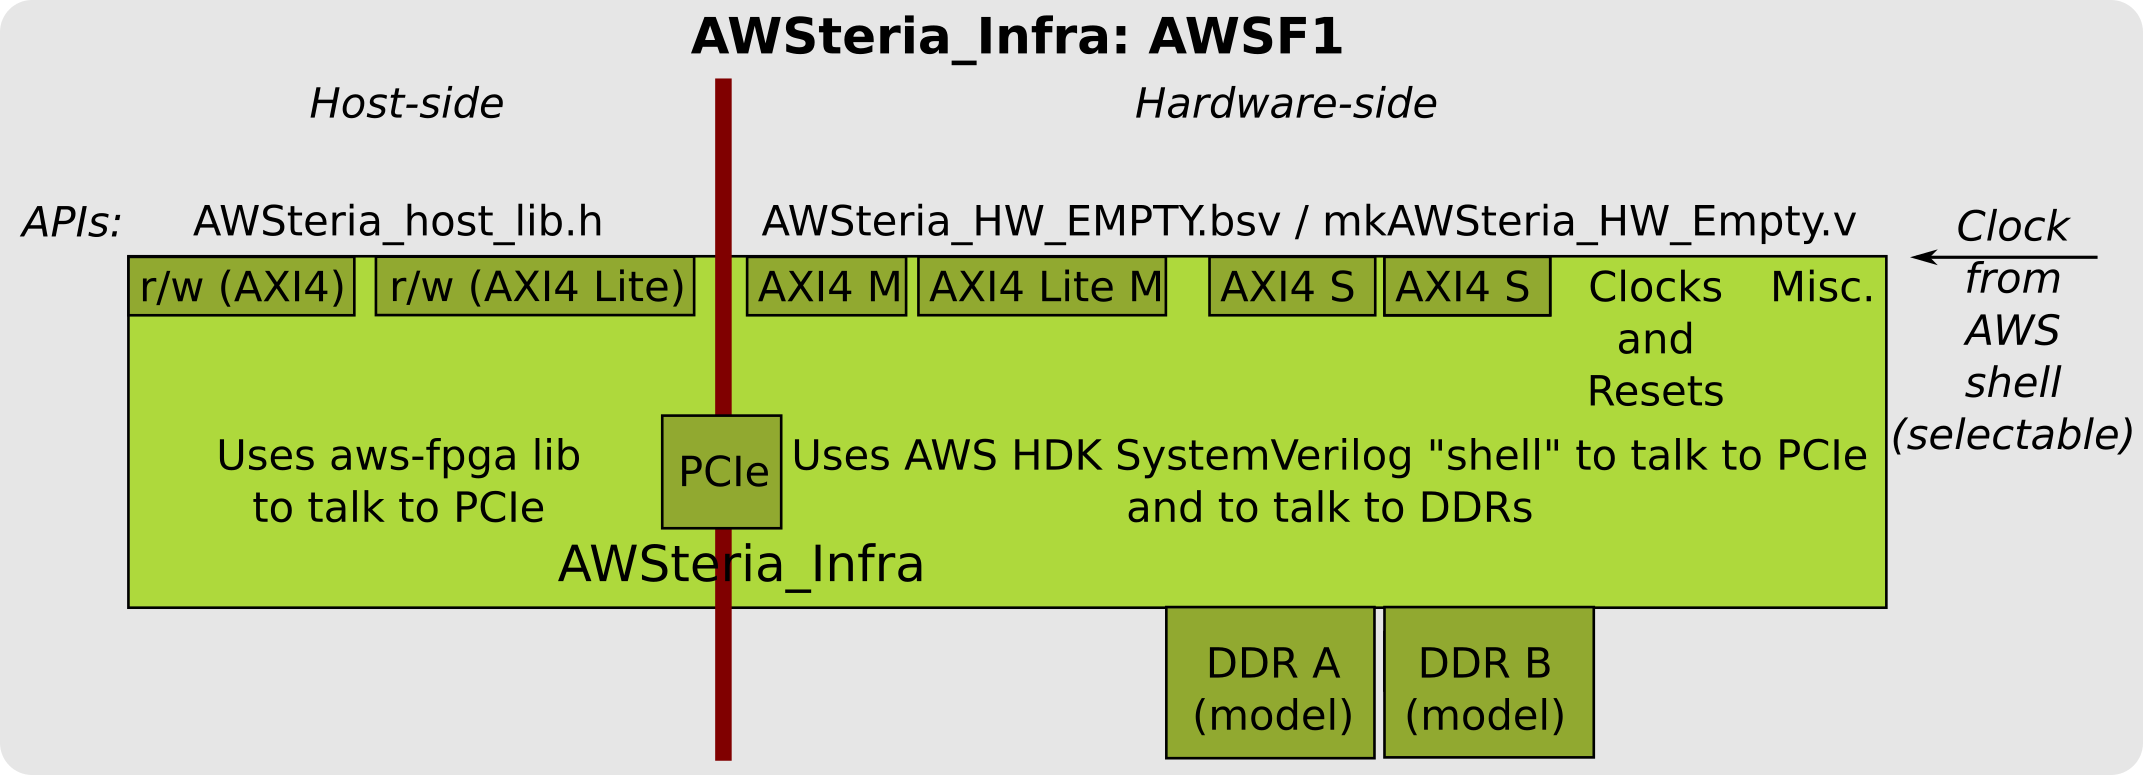 AWSteria_Infra: AWSF1
Host-side
Hardware-side
APIs:
AWSteria_host_lib.h
AWSteria_HW_EMPTY.bsv / mkAWSteria_HW_Empty.v
r/w (AXI4)
r/w (AXI4 Lite)
AXI4 M
AXI4 Lite M
AXI4 S
AXI4 S
Clocks
and
Resets
Misc.
Clock
from
AWS
shell
(selectable)
Uses aws-fpga lib
to talk to PCIe
PCIe
Uses AWS HDK SystemVerilog "shell" to talk to PCIe
and to talk to DDRs
AWSteria_Infra
DDR A
(model)
DDR B
(model)